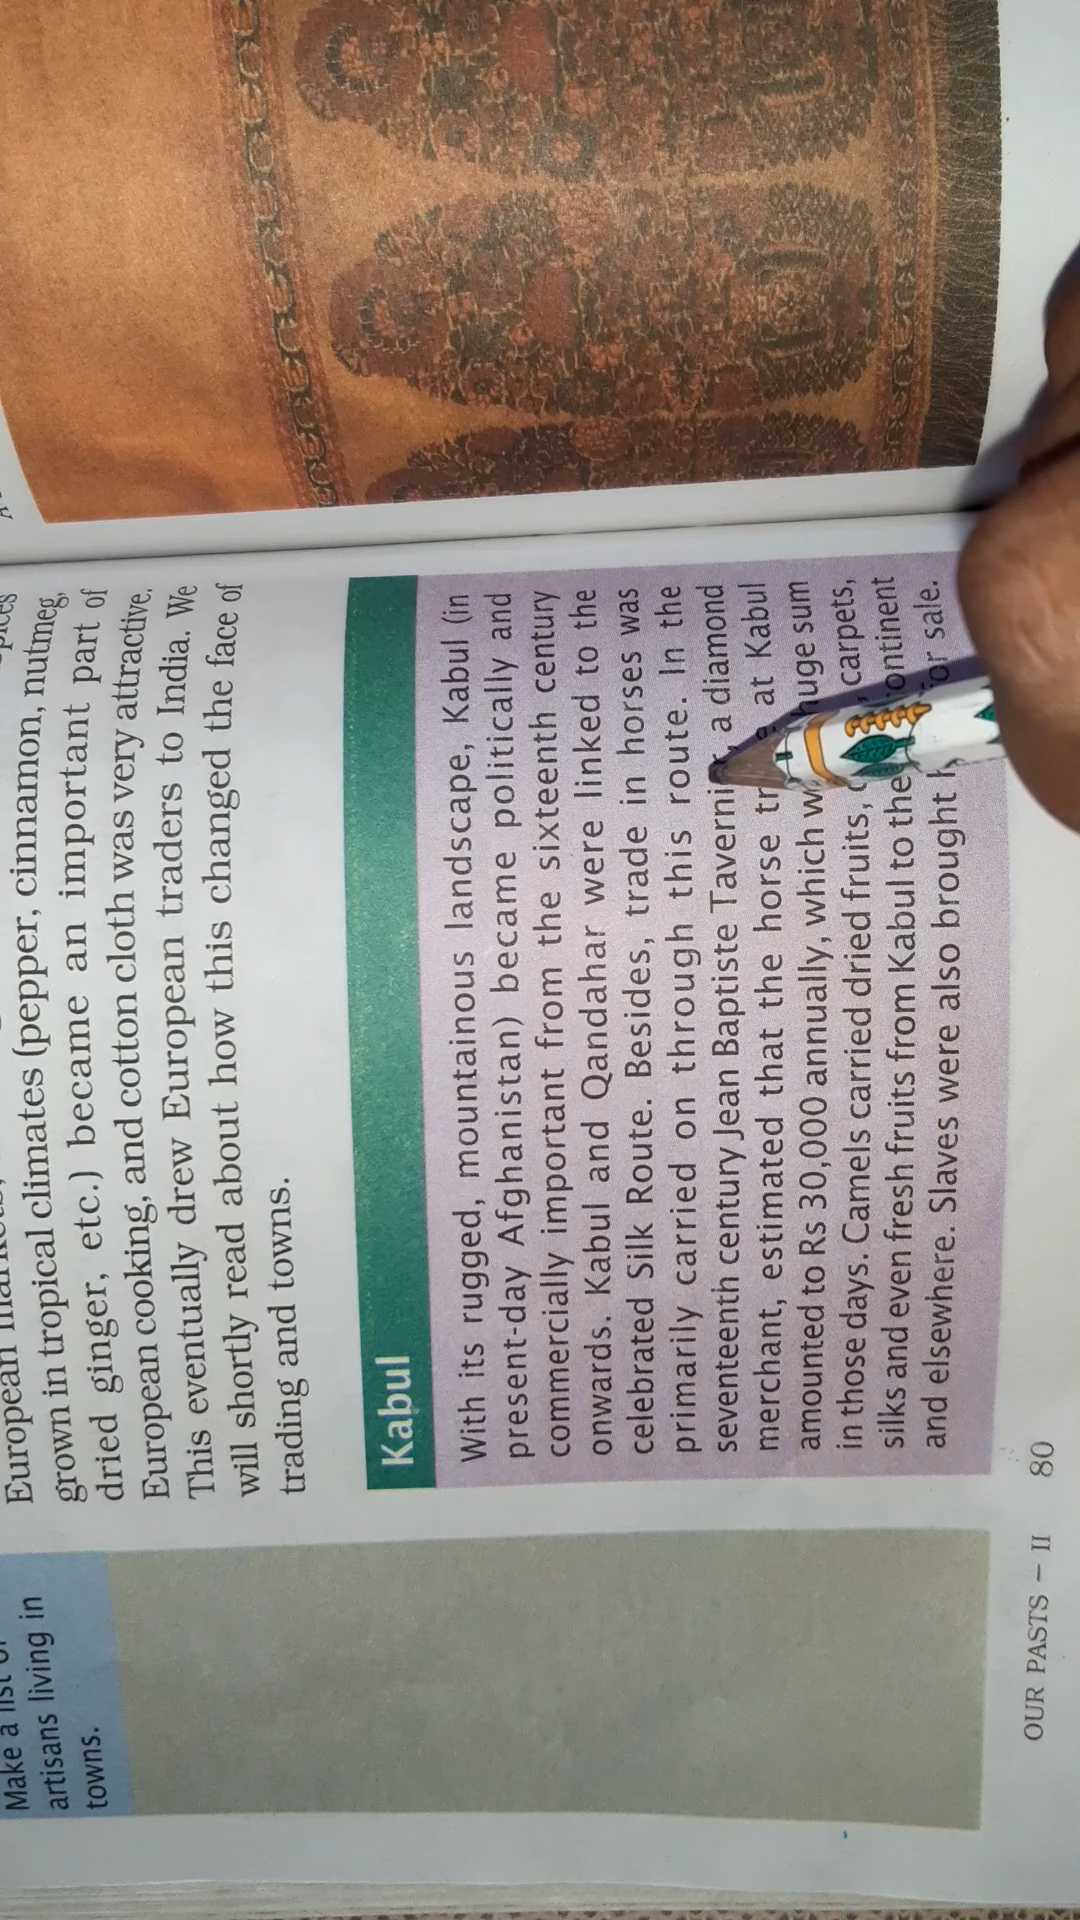 European
grown in tropical climates (pepper, cinnamon, nutmeg,
dried ginger, etc.) became an important part of
European cooking, and cotton cloth was very attractive.
This eventually drew European traders to India. We
will shortly read about how this changed the face of
trading and towns.
Kabul
With its rugged, mountainous landscape, Kabul (in
present-day Afghanistan) became politically and
commercially important from the sixteenth century
onwards. Kabul and Qandahar were linked to the
celebrated Silk Route. Besides, trade in horses was
primarily carried on through this route. In the
seventeenth century Jean Baptiste Tavernier, a diamond
merchant, estimated that the horse at Kabul
amounted to Rs 30,000 annually, which huge sum
in those days. Camels carried dried fruits, carpets,
silks and even fresh fruits from Kabul to the
and elsewhere. Slaves were also brought for sale.
Make a list of
artisans living in
towns.
OUR PASTS – II 80